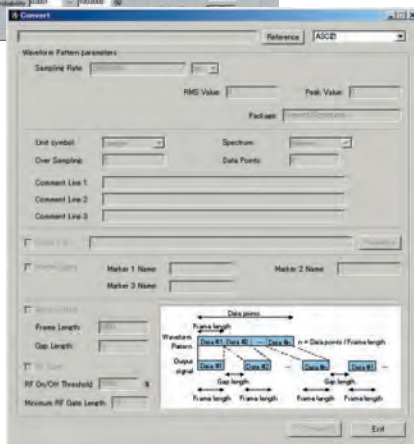 Convert
Reference ASCII1
Waveform Pattern parameters
Sampling Rate
RMS Value Peak Value
Package
Unit symbol Spectrum
Over Sampling Data Points
Comment Line 1
Comment Line 2
Comment Line 3
Marker 1 Name Marker 2 Name
Marker 3 Name
Frame Length
Gap Length
RF On/Off Threshold %
Minimum RF Gate Length
Data points
Frame length
Waveform Pattern Data #1 Data #2 ... Data #n n = Data points / Frame length
Output signal Data #1 Data #2 ... Data #n Data #1 ...
Gap length Gap length
Frame length Frame length Frame length Frame length
Exit